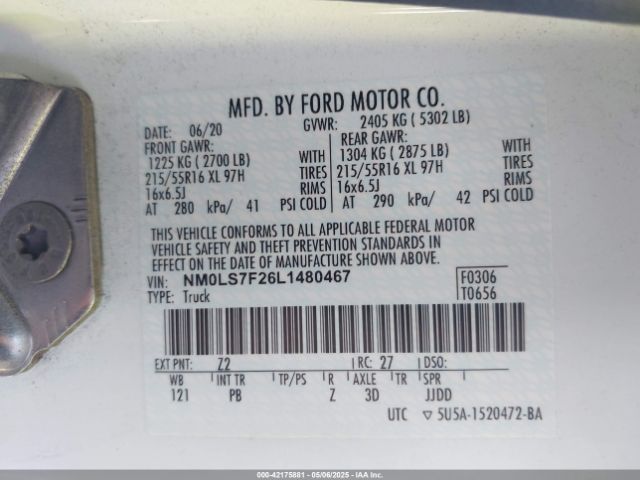 MFD. BY FORD MOTOR CO.
DATE: 06/20 GVWR: 2405 KG ( 5302 LB)
FRONT GAWR: REAR GAWR:
1225 KG ( 2700 LB) WITH 1304 KG ( 2875 LB) WITH
215/55R16 XL 97H TIRES 215/55R16 XL 97H TIRES
16x6.5J RIMS 16x6.5J RIMS
AT 280 kPa/ 41 PSI COLD AT 290 kPa/ 42 PSI COLD
THIS VEHICLE CONFORMS TO ALL APPLICABLE FEDERAL MOTOR
VEHICLE SAFETY AND THEFT PREVENTION STANDARDS IN
EFFECT ON THE DATE OF MANUFACTURE SHOWN ABOVE.
VIN: NM0LS7F26L1480467 F0306
TYPE: Truck T0656
EXT PNT: Z2 RC: 27 DSO:
WB INT TR TP/PS R AXLE TR SPR
121 PB Z 3D JJDD
UTC ▽ 5U5A-1520472-BA
000-42175881 - 05/06/2025 - IAAI.CA